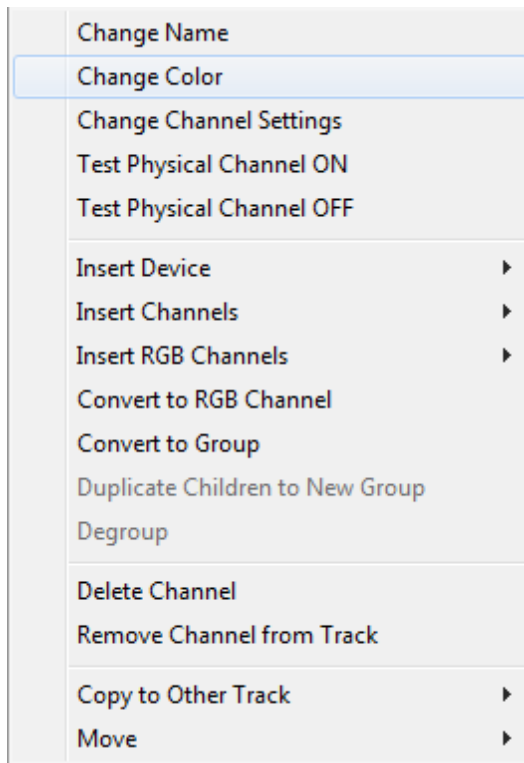 Change Name
Change Color
Change Channel Settings
Test Physical Channel ON
Test Physical Channel OFF
Insert Device
Insert Channels
Insert RGB Channels
Convert to RGB Channel
Convert to Group
Duplicate Children to New Group
Degroup
Delete Channel
Remove Channel from Track
Copy to Other Track
Move